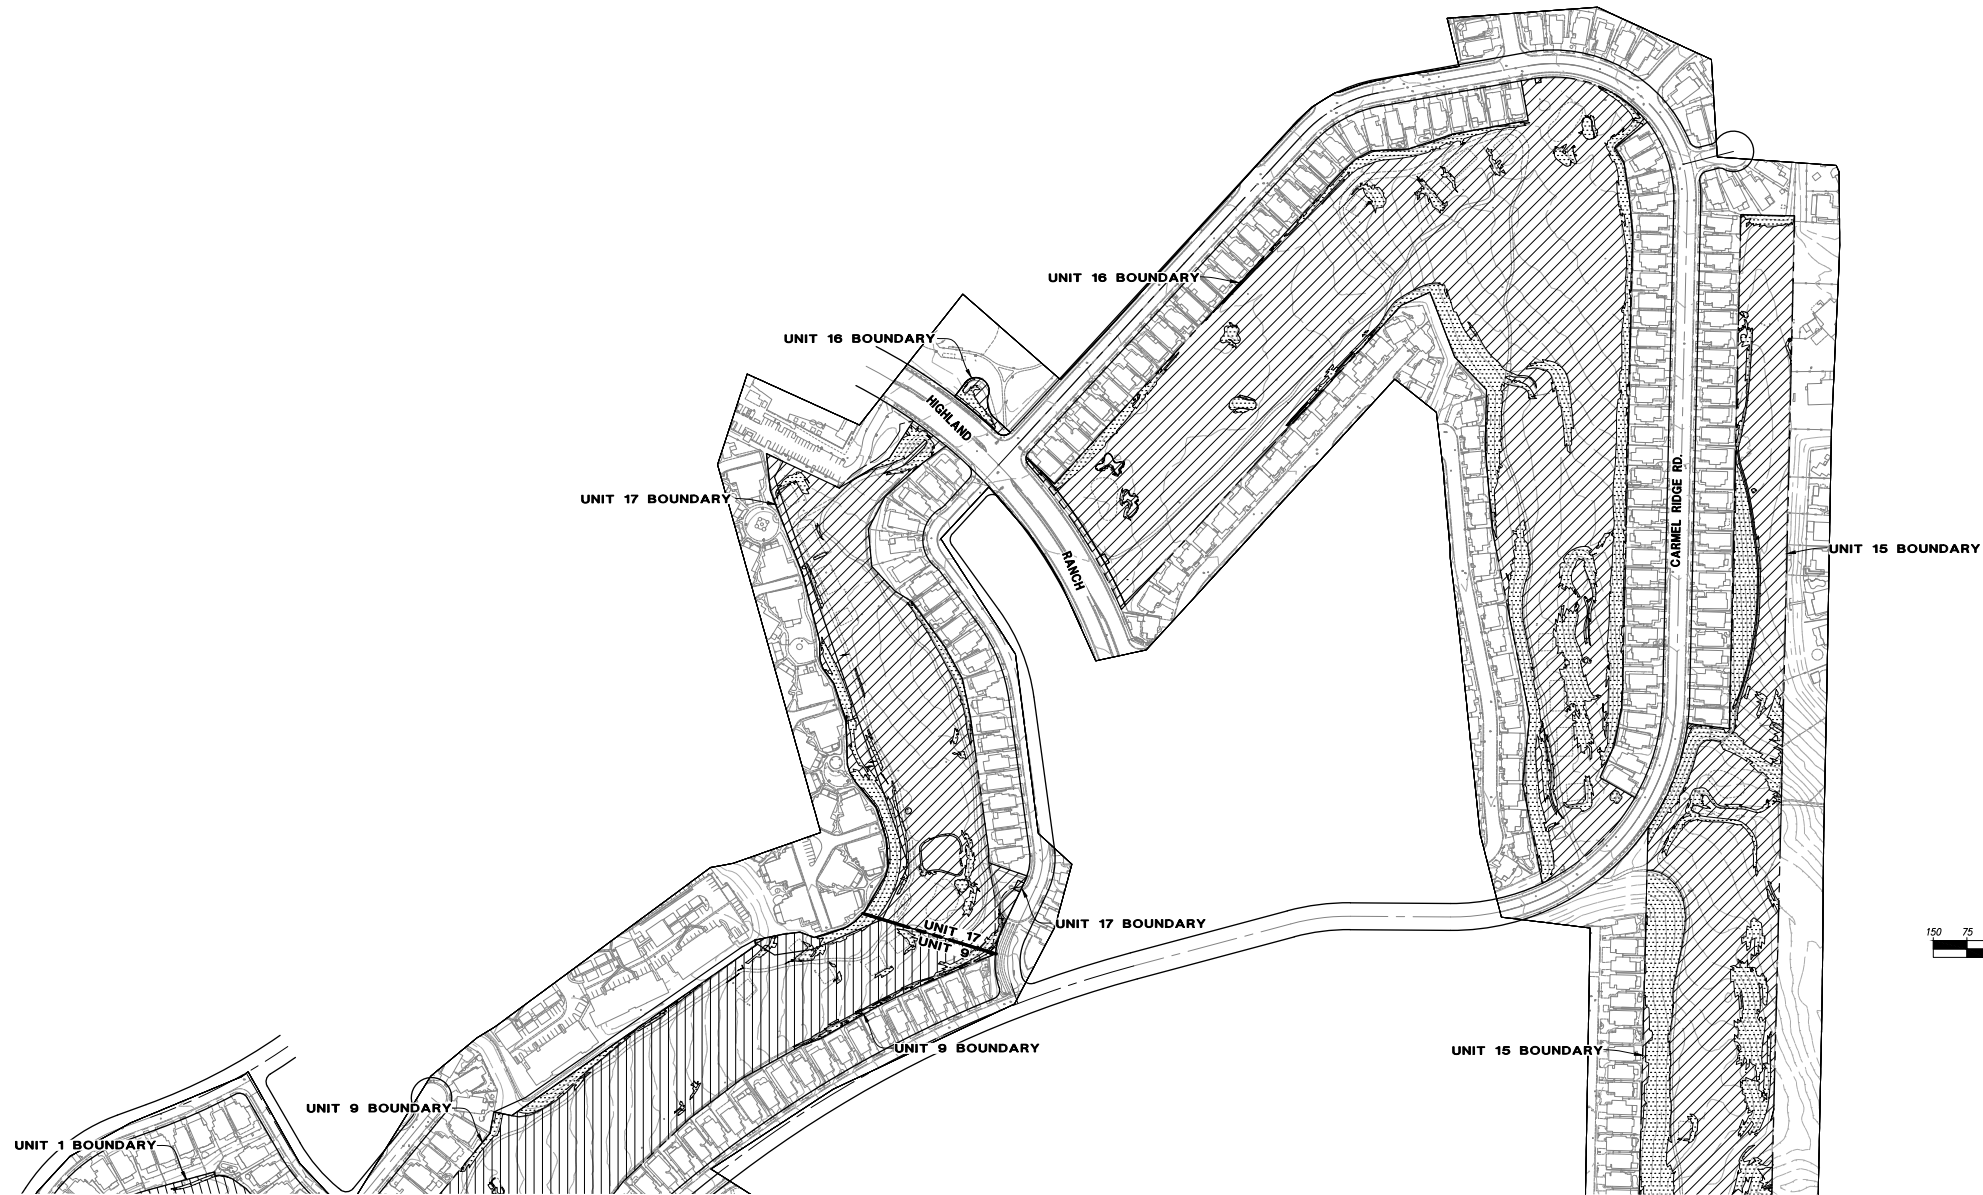 UNIT 16 BOUNDARY
UNIT 16 BOUNDARY
HIGHLAND
RANCH
CARMEL RIDGE RD.
UNIT 17 BOUNDARY
UNIT 15 BOUNDARY
UNIT 17
UNIT 9
UNIT 17 BOUNDARY
150 75
UNIT 9 BOUNDARY
UNIT 15 BOUNDARY
UNIT 9 BOUNDARY
UNIT 1 BOUNDARY